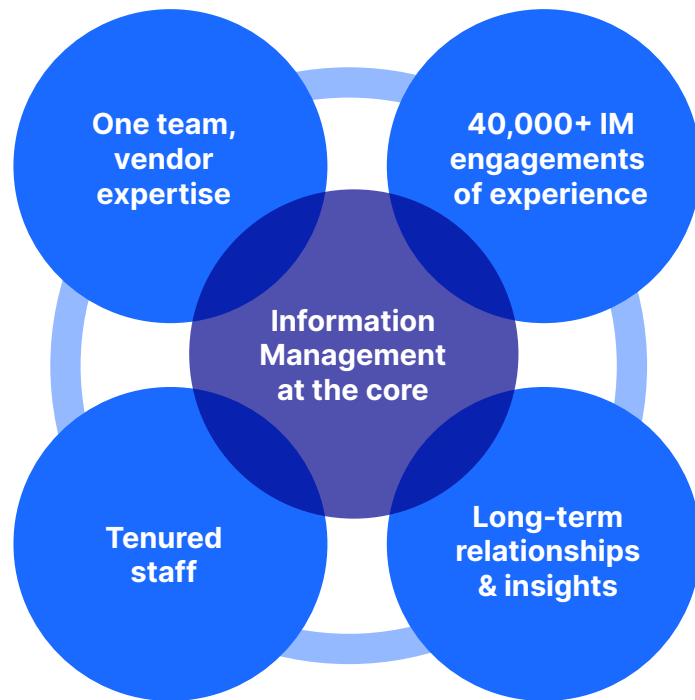 One team,
vendor
expertise
40,000+ IM
engagements
of experience
Information
Management
at the core
Tenured
staff
Long-term
relationships
& insights